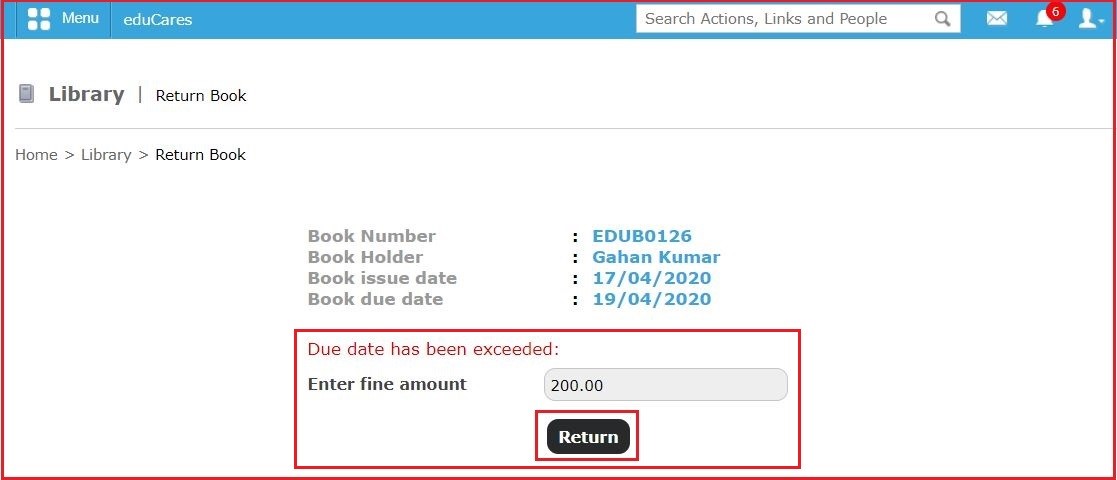 Menu eduCares Search Actions, Links and People 6
Library | Return Book
Home > Library > Return Book
Book Number : EDUB0126
Book Holder : Gahan Kumar
Book issue date : 17/04/2020
Book due date : 19/04/2020
Due date has been exceeded:
Enter fine amount 200.00
Return